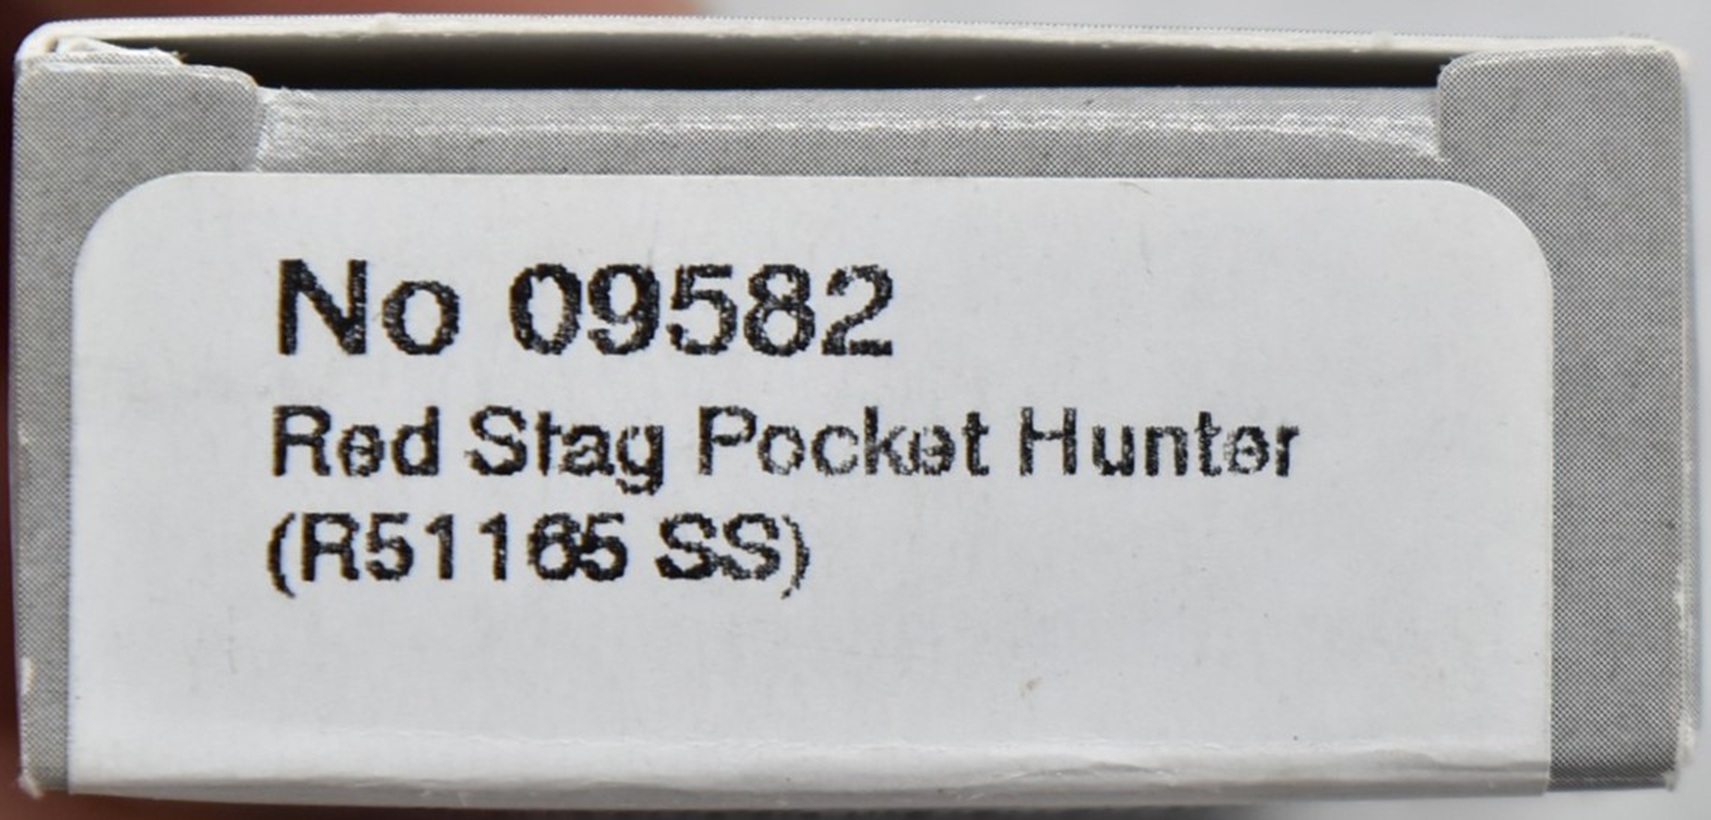 No 09582
Red Stag Pocket Hunter
(R51165 SS)